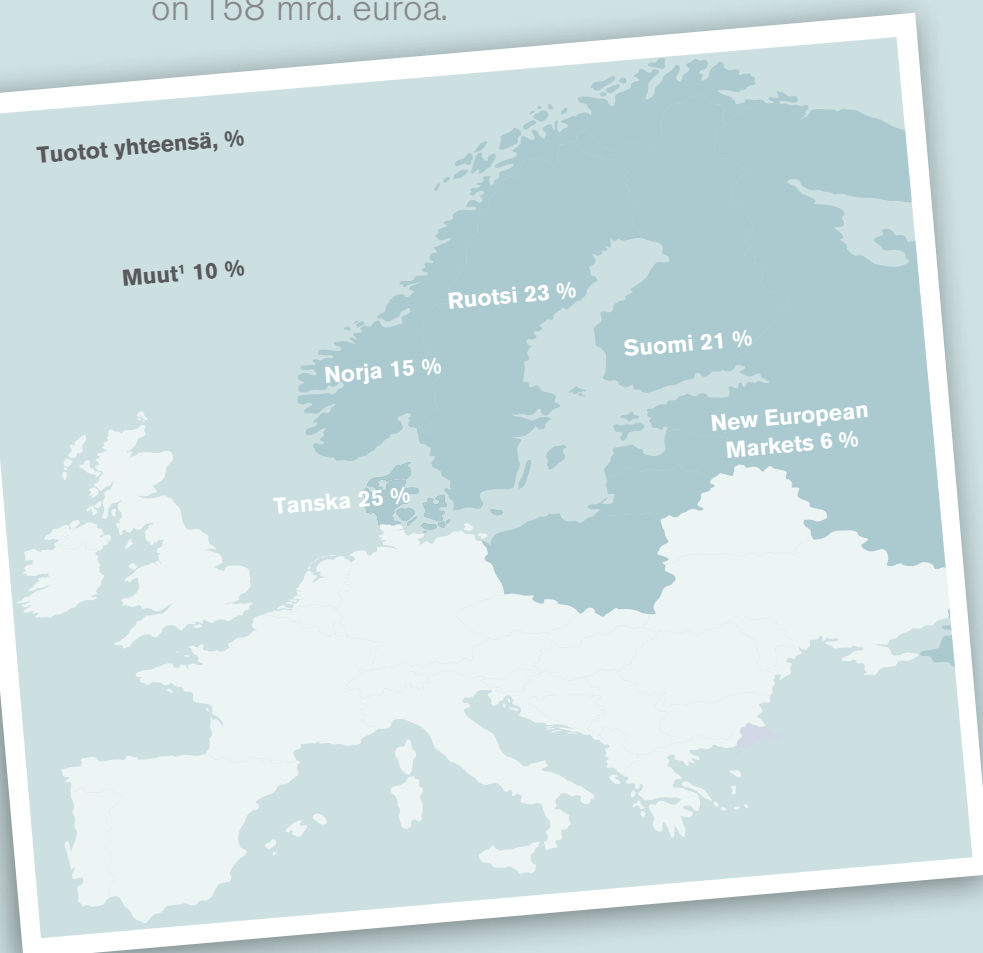 on 158 mrd. euroa.
Tuotot yhteensä, %
Muut¹ 10 %
Ruotsi 23 %
Suomi 21 %
Norja 15 %
New European
Markets 6 %
Tanska 25 %